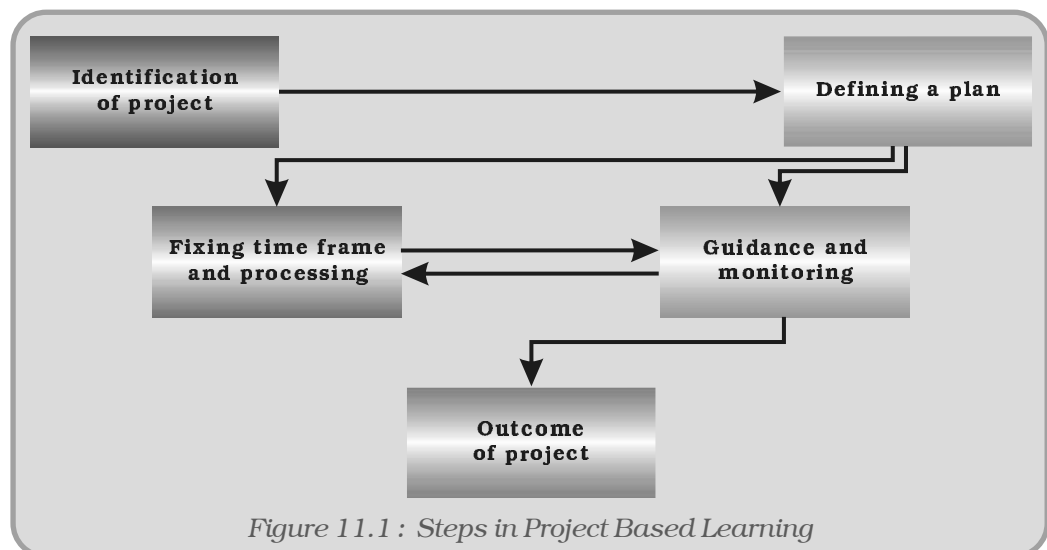 Identification
of project
Defining a plan
Fixing time frame
and processing
Guidance and
monitoring
Outcome
of project
Figure 11.1 : Steps in Project Based Learning